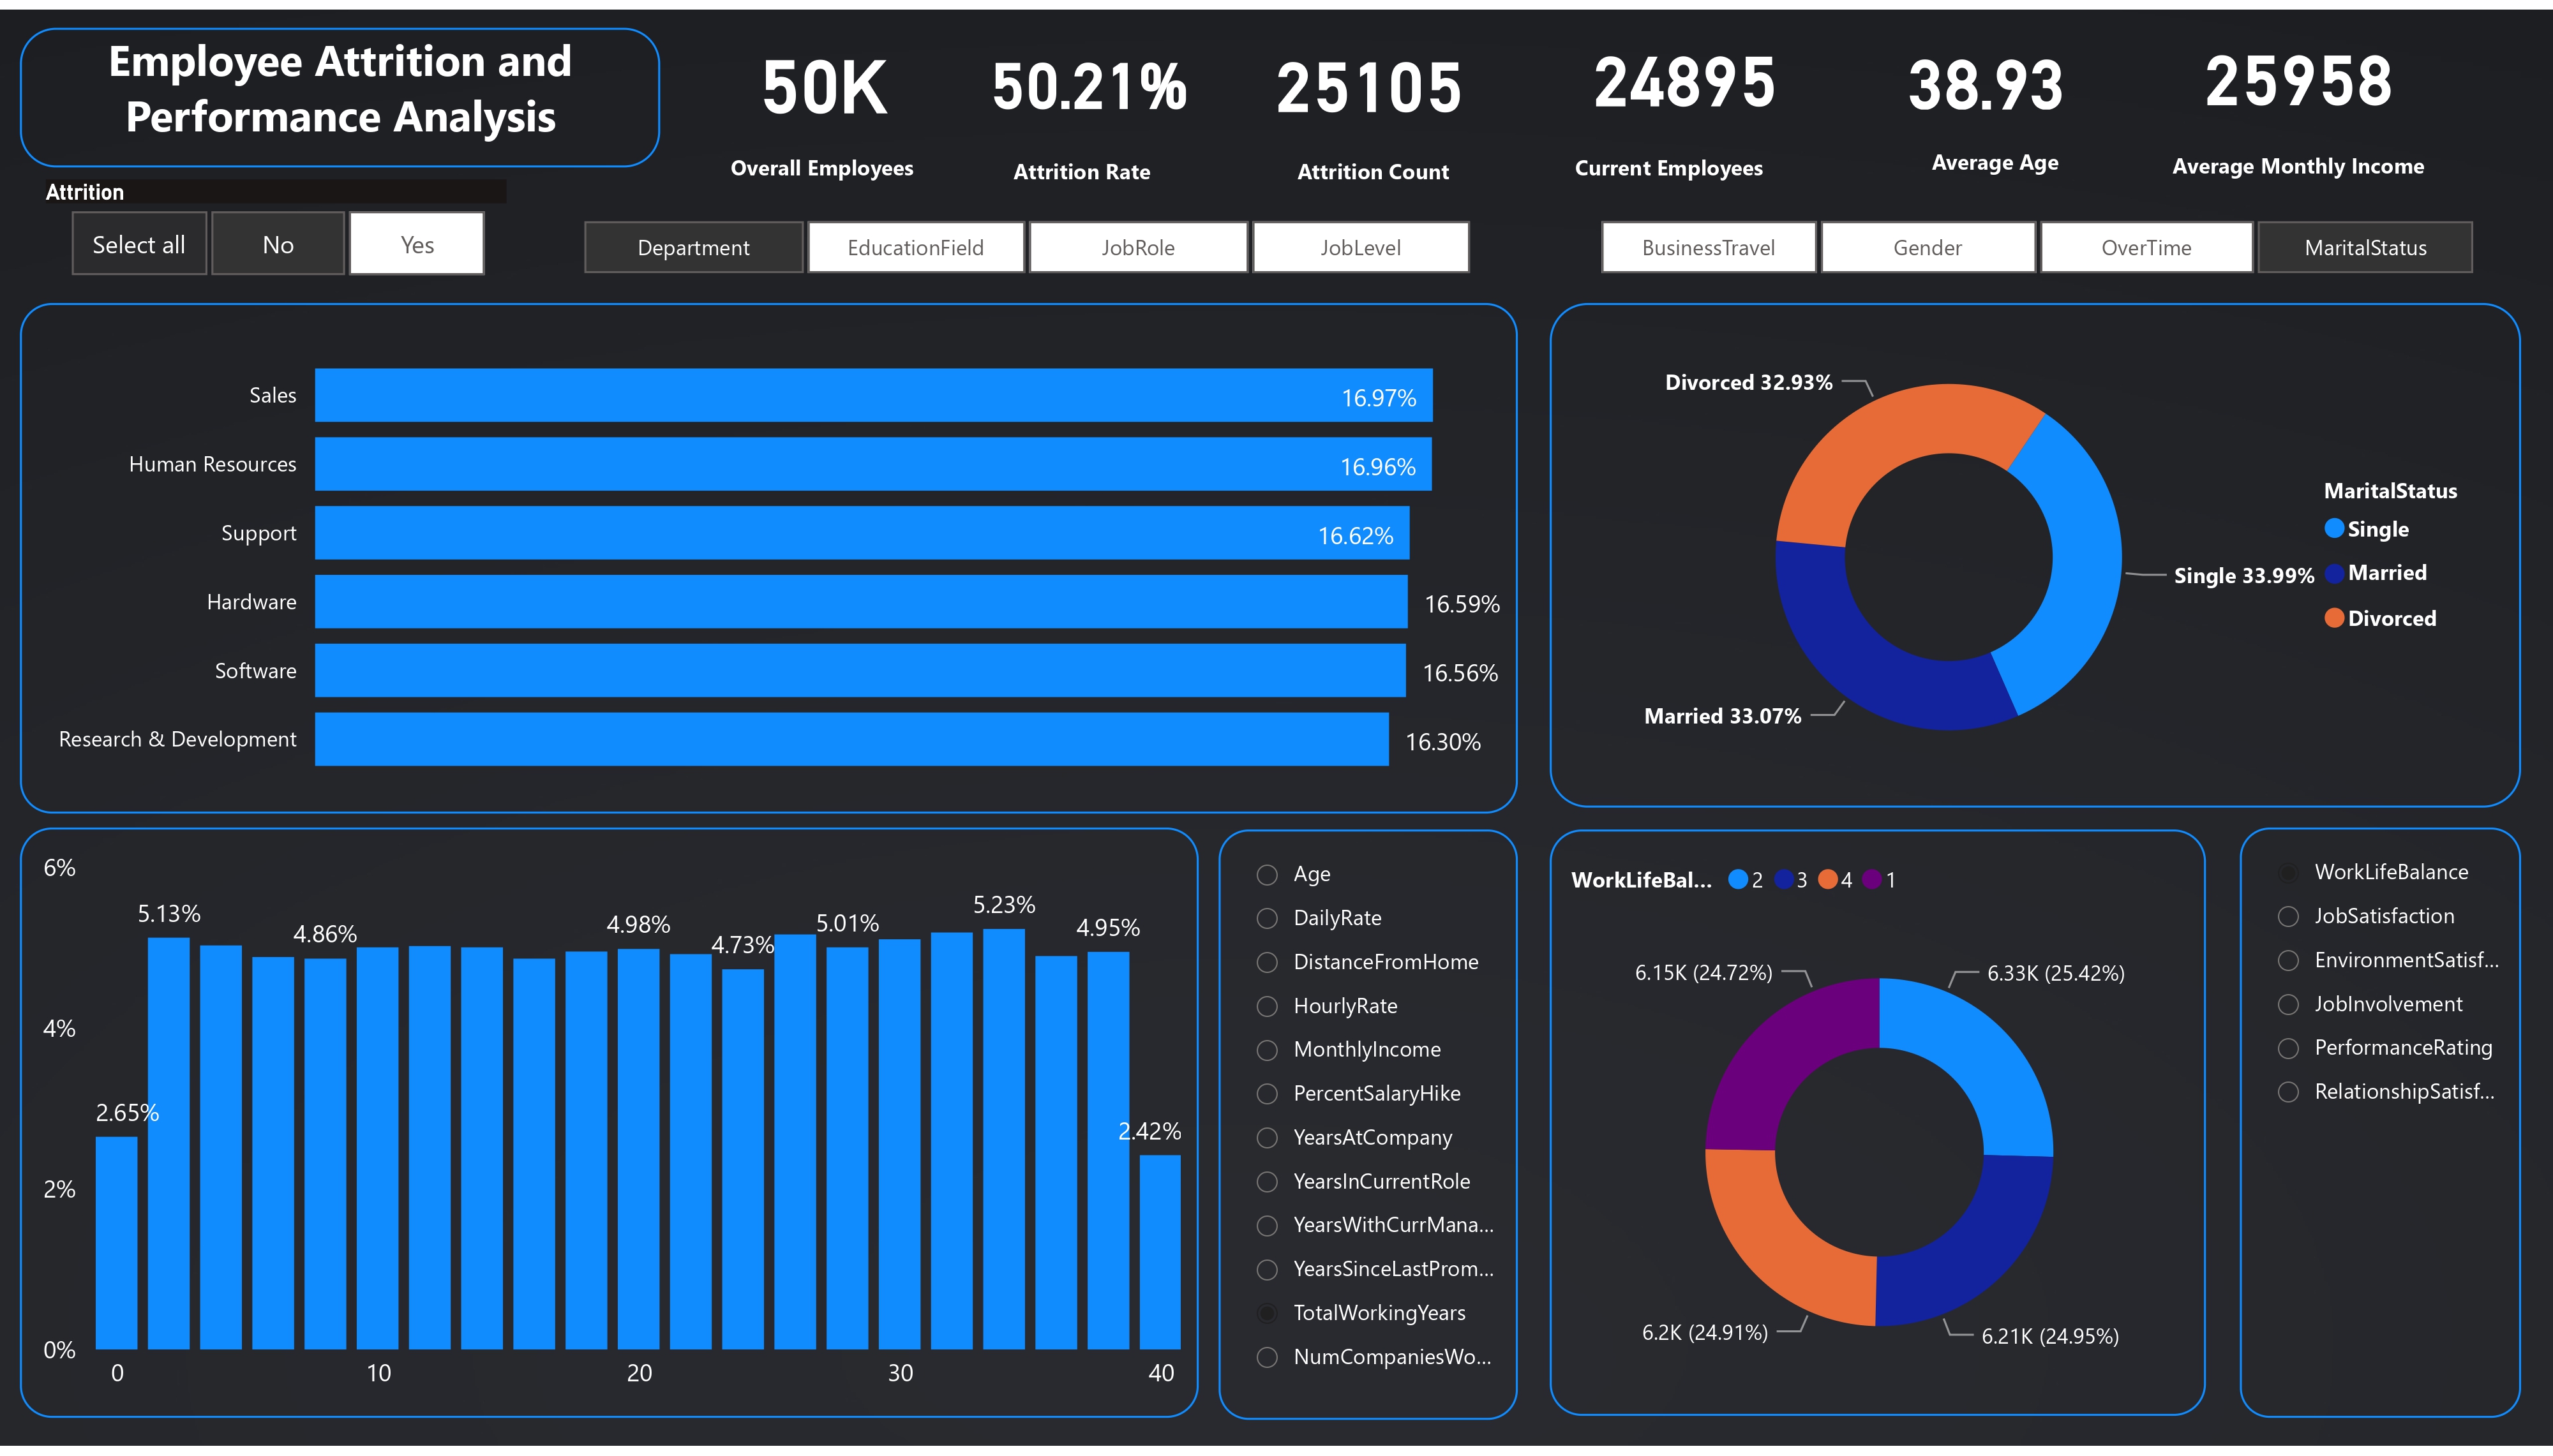 Employee Attrition and
Performance Analysis
50K
50.21%
25105
24895
38.93
25958
Overall Employees
Attrition Rate
Attrition Count
Current Employees
Average Age
Average Monthly Income
Attrition
Select all
No
Yes
Department
EducationField
JobRole
JobLevel
BusinessTravel
Gender
OverTime
MaritalStatus
Sales
16.97%
Human Resources
16.96%
Support
16.62%
Hardware
16.59%
Software
16.56%
Research & Development
16.30%
Divorced 32.93%
Single 33.99%
Married 33.07%
MaritalStatus
Single
Married
Divorced
6%
4%
2%
0%
2.65%
5.13%
4.86%
4.98%
4.73%
5.01%
5.23%
4.95%
2.42%
0
10
20
30
40
Age
DailyRate
DistanceFromHome
HourlyRate
MonthlyIncome
PercentSalaryHike
YearsAtCompany
YearsInCurrentRole
YearsWithCurrMana...
YearsSinceLastProm...
TotalWorkingYears
NumCompaniesWo...
WorkLifeBal...
2
3
4
1
6.15K (24.72%)
6.33K (25.42%)
6.2K (24.91%)
6.21K (24.95%)
WorkLifeBalance
JobSatisfaction
EnvironmentSatisf...
JobInvolvement
PerformanceRating
RelationshipSatisf...